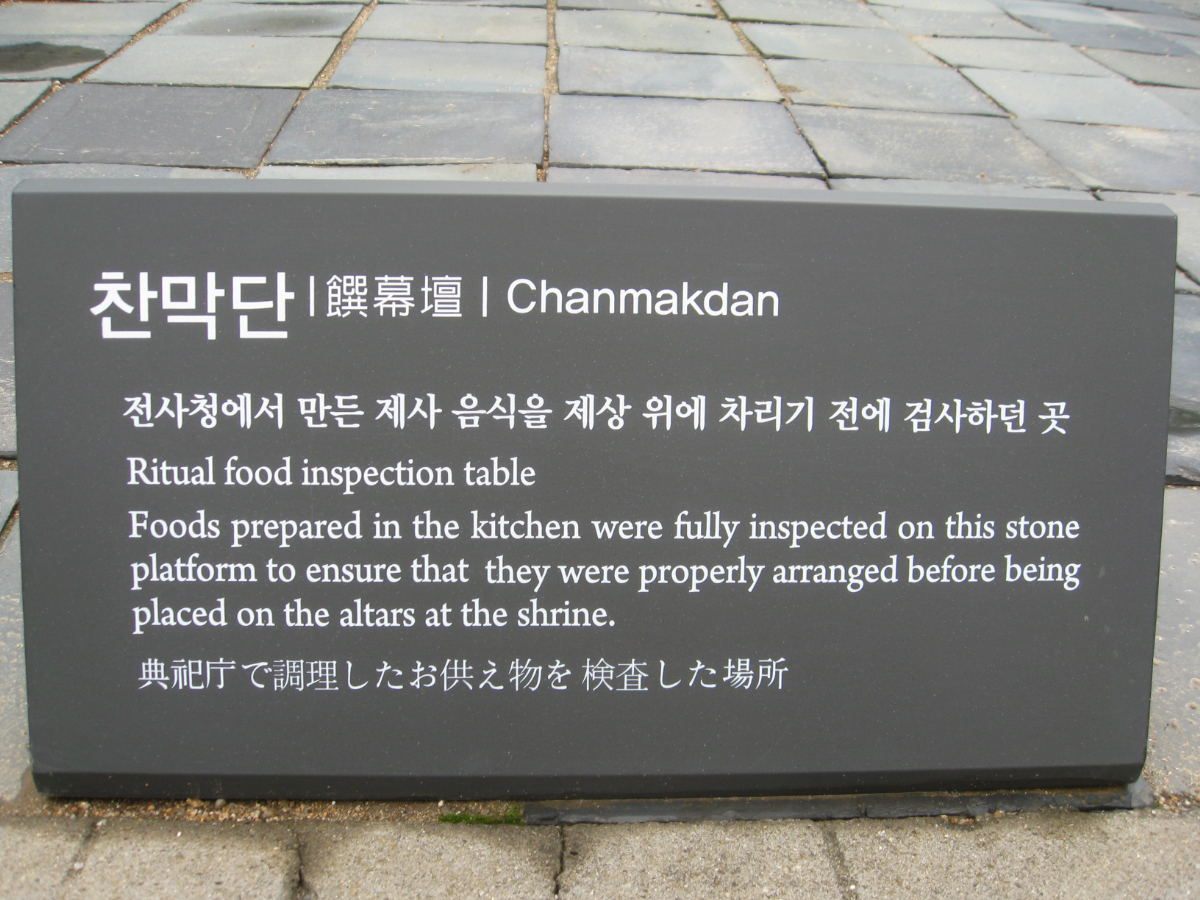 찬막단 | 饌幕壇 | Chanmakdan
전사청에서 만든 제사 음식을 제상 위에 차리기 전에 검사하던 곳
Ritual food inspection table
Foods prepared in the kitchen were fully inspected on this stone
platform to ensure that they were properly arranged before being
placed on the altars at the shrine.
典祀庁で調理したお供え物を 検査した場所